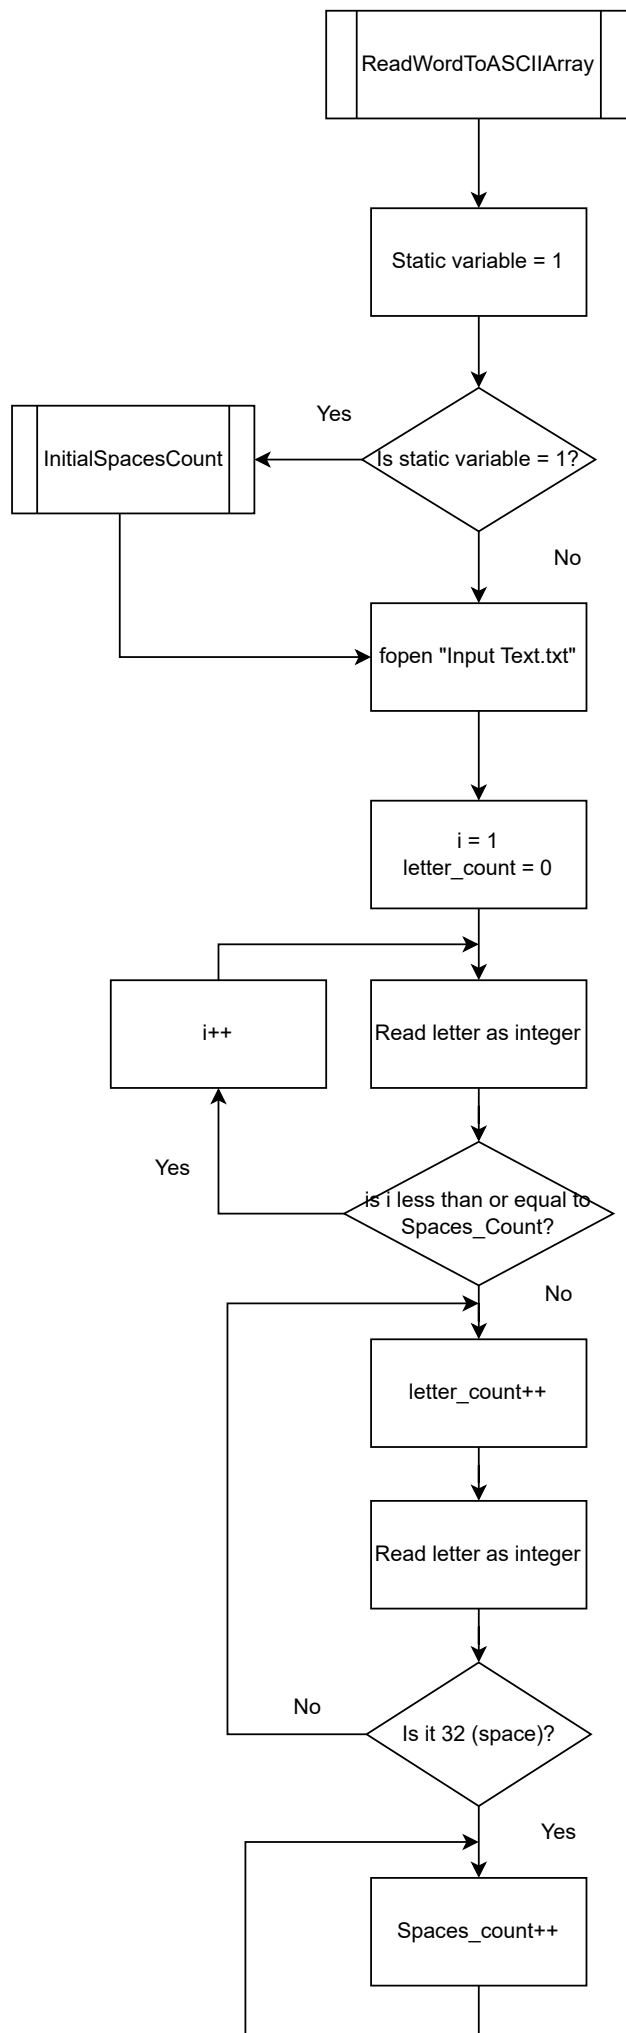 ReadWordToASCIIArray
Static variable = 1
Yes
InitialSpacesCount
Is static variable = 1?
No
fopen "Input Text.txt"
i = 1
letter_count = 0
i++
Read letter as integer
Yes
is i less than or equal to
Spaces_Count?
No
letter_count++
Read letter as integer
No
Is it 32 (space)?
Yes
Spaces_count++